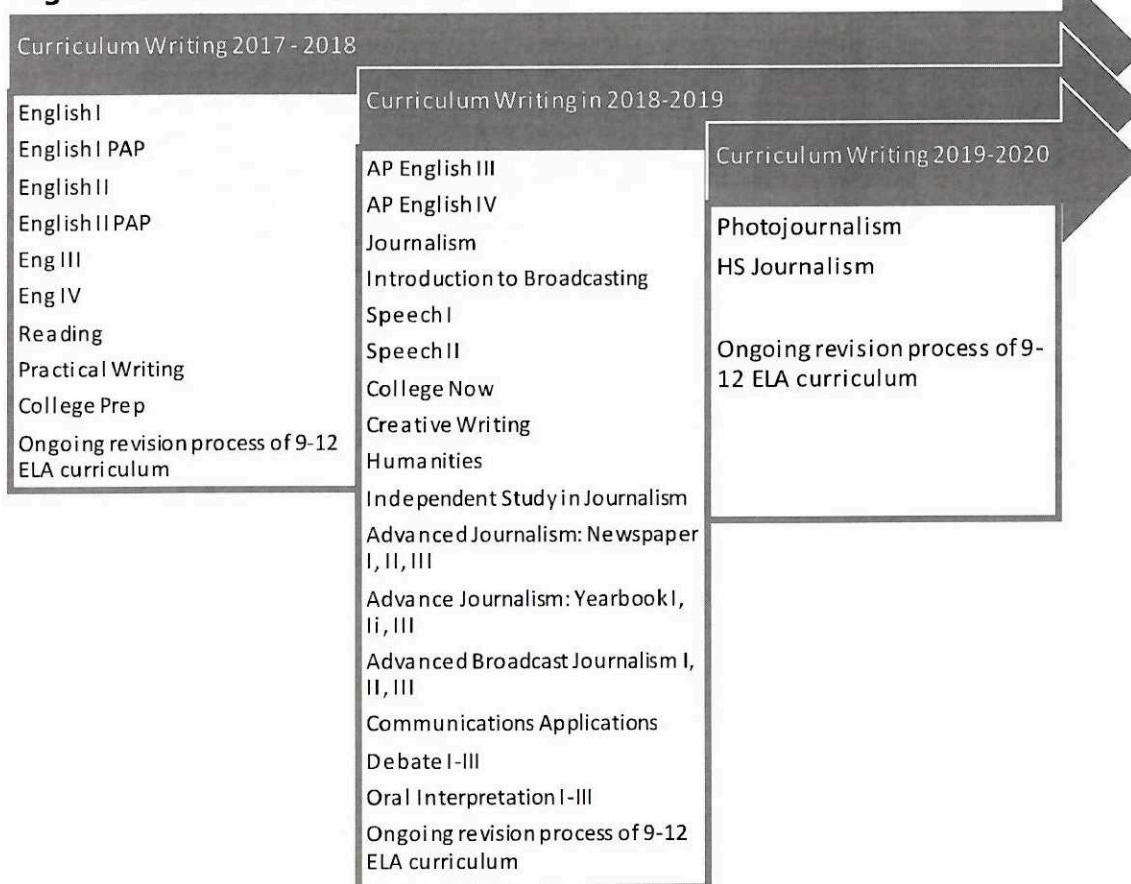 Curriculum Writing 2017 - 2018
English I
English I PAP
English II
English II PAP
Eng III
Eng IV
Reading
Practical Writing
College Prep
Ongoing revision process of 9-12
ELA curriculum
Curriculum Writing in 2018-2019
AP English III
AP English IV
Journalism
Introduction to Broadcasting
Speech I
Speech II
College Now
Creative Writing
Humanities
Independent Study in Journalism
Advanced Journalism: Newspaper
I, II, III
Advance Journalism: Yearbook I,
Ii, III
Advanced Broadcast Journalism I,
II, III
Communications Applications
Debate I-III
Oral Interpretation I-III
Ongoing revision process of 9-12
ELA curriculum
Curriculum Writing 2019-2020
Photojournalism
HS Journalism
Ongoing revision process of 9-
12 ELA curriculum